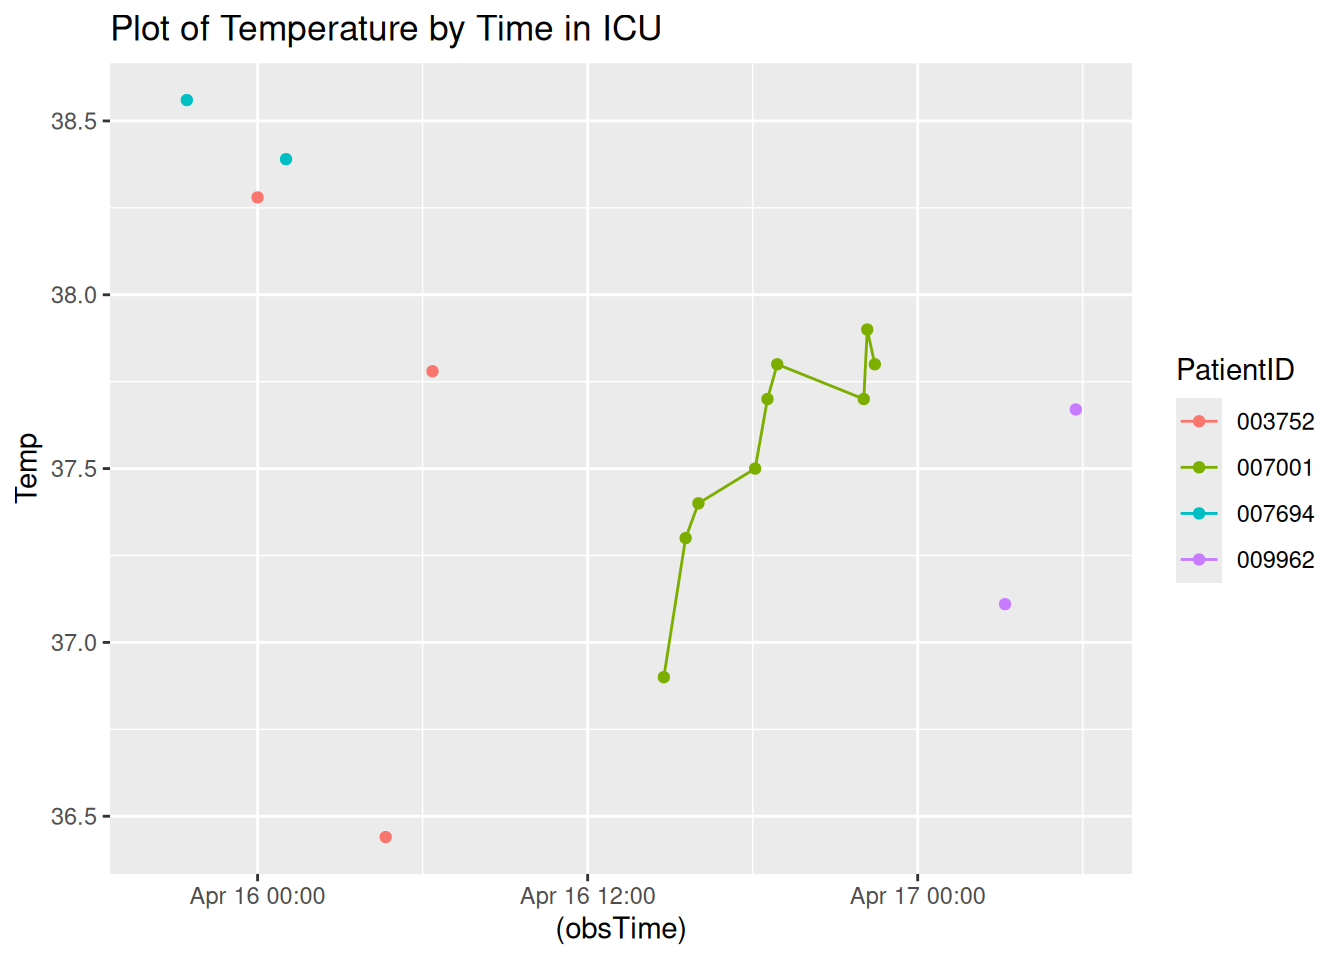 Plot of Temperature by Time in ICU
38.5
38.0
37.5
37.0
36.5
Temp
Apr 16 00:00
Apr 16 12:00
Apr 17 00:00
(obsTime)
PatientID
003752
007001
007694
009962